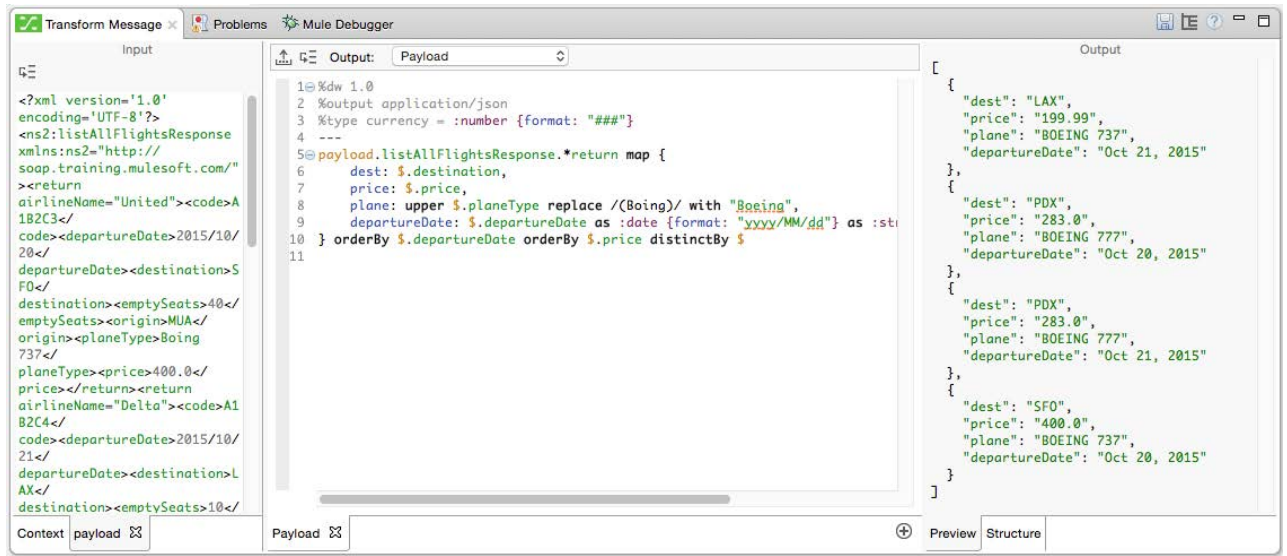 Transform Message Problems Mule Debugger
Input
<?xml version='1.0'
encoding='UTF-8'?>
<ns2:listAllFlightsResponse
xmlns:ns2="http://
soap.training.mulesoft.com/"
><return
airlineName="United"><code>A
1B2C3</
code><departureDate>2015/10/
20</
departureDate><destination>S
FO</
destination><emptySeats>40</
emptySeats><origin>MUA</
origin><planeType>Boing
737</
planeType><price>400.0</
price></return><return
airlineName="Delta"><code>A1
B2C4</
code><departureDate>2015/10/
21</
departureDate><destination>L
AX</
destination><emptySeats>10</
Context payload
Output: Payload
1 %dw 1.0
2 %output application/json
3 %type currency = :number {format: "###"}
4 ---
5 payload.listAllFlightsResponse.*return map {
6 dest: $.destination,
7 price: $.price,
8 plane: upper $.planeType replace /(Boing)/ with "Boeing",
9 departureDate: $.departureDate as :date {format: "yyyy/MM/dd"} as :str
10 } orderBy $.departureDate orderBy $.price distinctBy $
11
Payload
Output
[
{
"dest": "LAX",
"price": "199.99",
"plane": "BOEING 737",
"departureDate": "Oct 21, 2015"
},
{
"dest": "PDX",
"price": "283.0",
"plane": "BOEING 777",
"departureDate": "Oct 20, 2015"
},
{
"dest": "PDX",
"price": "283.0",
"plane": "BOEING 777",
"departureDate": "Oct 21, 2015"
},
{
"dest": "SFO",
"price": "400.0",
"plane": "BOEING 737",
"departureDate": "Oct 20, 2015"
}
]
Preview Structure